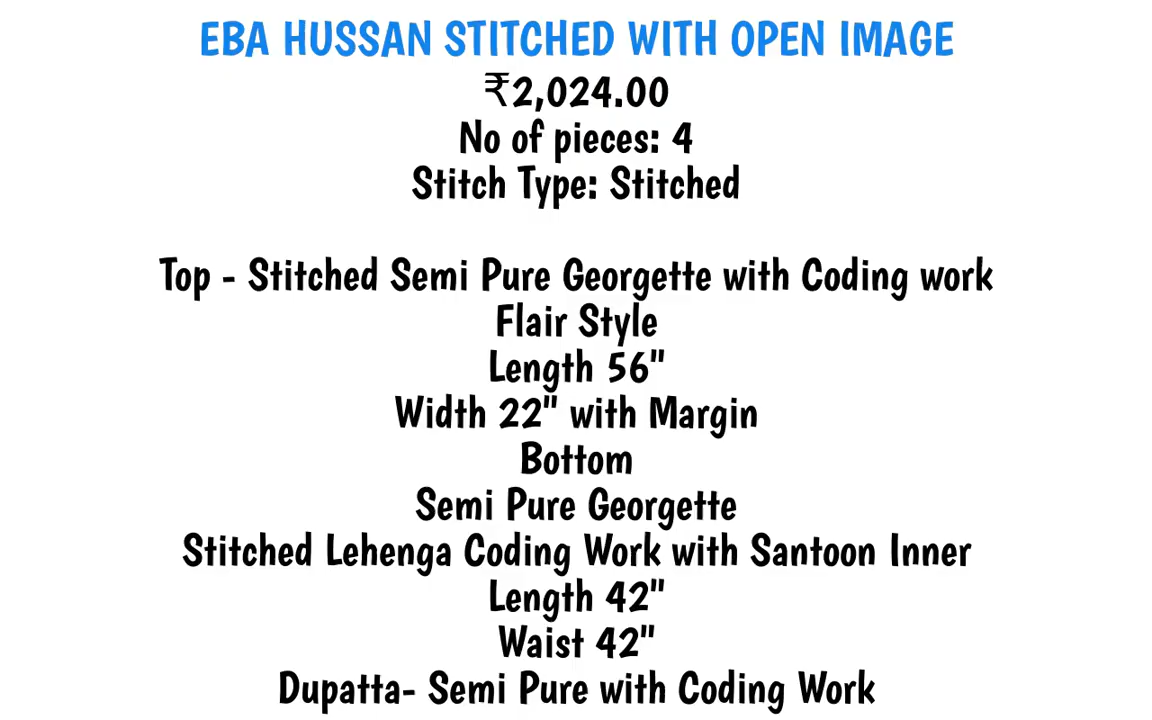 EBA HUSSAN STITCHED WITH OPEN IMAGE
₹2,024.00
No of pieces: 4
Stitch Type: Stitched
Top - Stitched Semi Pure Georgette with Coding work
Flair Style
Length 56"
Width 22" with Margin
Bottom
Semi Pure Georgette
Stitched Lehenga Coding Work with Santoon Inner
Length 42"
Waist 42"
Dupatta- Semi Pure with Coding Work